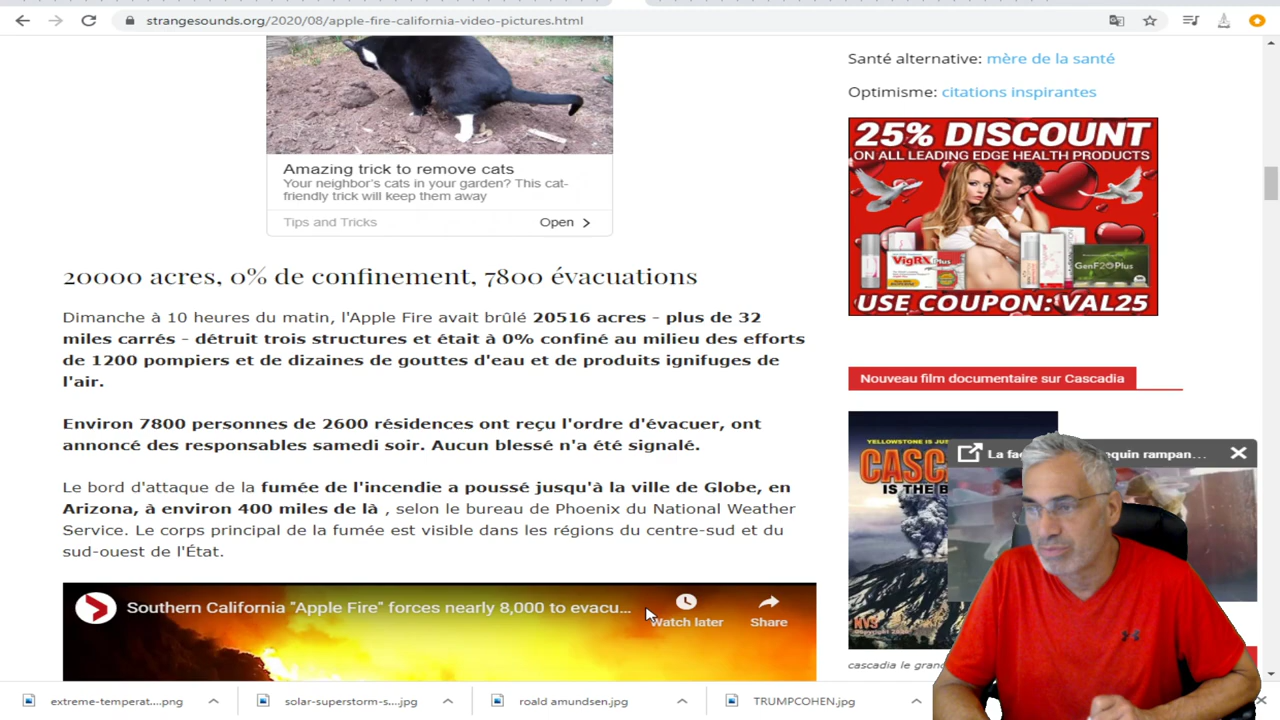 strangesounds.org/2020/08/apple-fire-california-video-pictures.html
Amazing trick to remove cats
Your neighbor's cats in your garden? This cat-
friendly trick will keep them away
Tips and Tricks
Open
20000 acres, 0% de confinement, 7800 évacuations
Dimanche à 10 heures du matin, l'Apple Fire avait brûlé 20516 acres - plus de 32
miles carrés - détruit trois structures et était à 0% confiné au milieu des efforts
de 1200 pompiers et de dizaines de gouttes d'eau et de produits ignifuges de
l'air.
Environ 7800 personnes de 2600 résidences ont reçu l'ordre d'évacuer, ont
annoncé des responsables samedi soir. Aucun blessé n'a été signalé.
Le bord d'attaque de la fumée de l'incendie a poussé jusqu'à la ville de Globe, en
Arizona, à environ 400 miles de là , selon le bureau de Phoenix du National Weather
Service. Le corps principal de la fumée est visible dans les régions du centre-sud et du
sud-ouest de l'État.
Southern California "Apple Fire" forces nearly 8,000 to evacu...
Watch later
Share
Santé alternative: mère de la santé
Optimisme: citations inspirantes
25% DISCOUNT
ON ALL LEADING EDGE HEALTH PRODUCTS
VigRX
Plus
GenF20 Plus
USE COUPON: VAL25
Nouveau film documentaire sur Cascadia
YELLOWSTONE IS
CASC
IS THE B
La
rampan...
KVS
Copyright
cascadia le gran
extreme-temperat....png
solar-superstorm-s....jpg
roald amundsen.jpg
TRUMPCOHEN.jpg